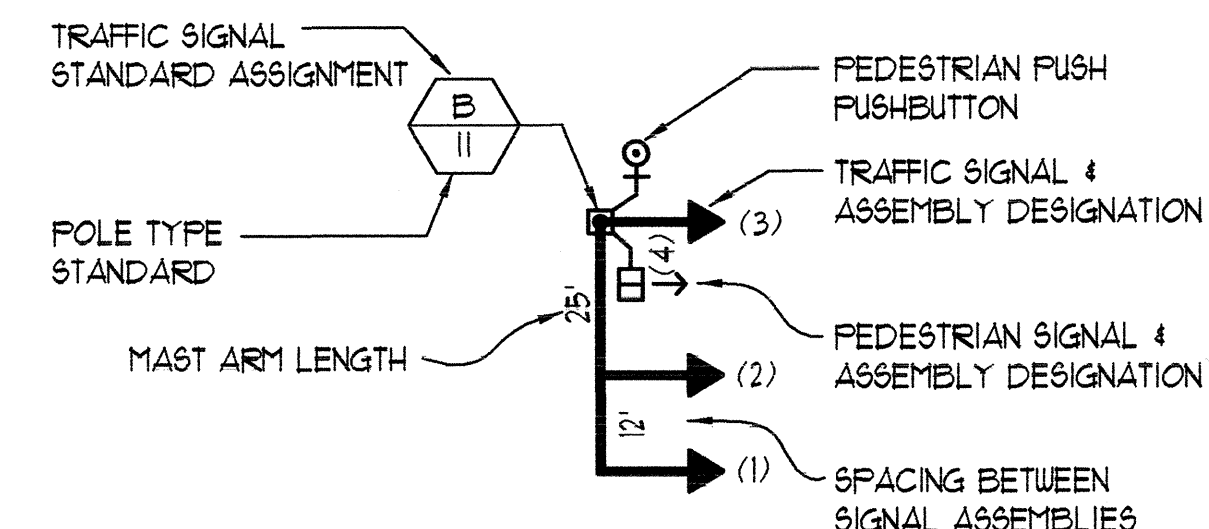 TRAFFIC SIGNAL
STANDARD ASSIGNMENT
B
11
POLE TYPE
STANDARD
MAST ARM LENGTH
25'
12'
(3)
(4)
(2)
(1)
PEDESTRIAN PUSH
PUSHBUTTON
TRAFFIC SIGNAL &
ASSEMBLY DESIGNATION
PEDESTRIAN SIGNAL &
ASSEMBLY DESIGNATION
SPACING BETWEEN
SIGNAL ASSEMBLIES